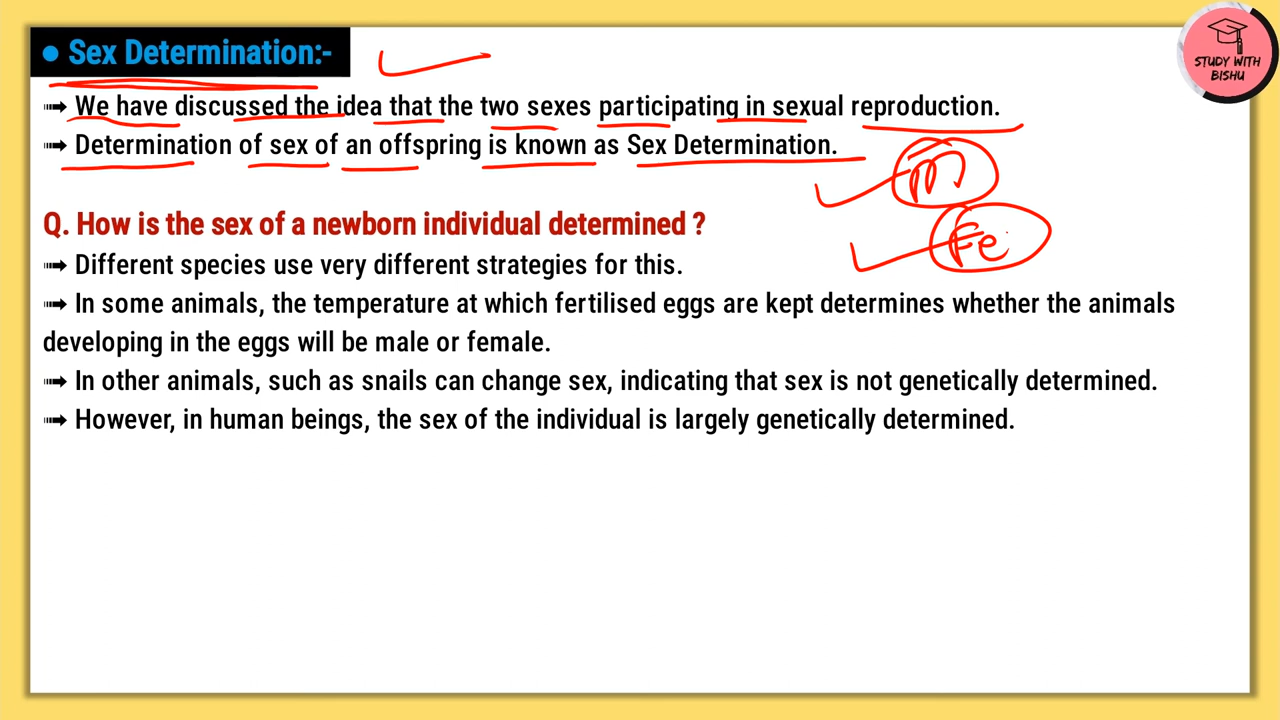 ● Sex Determination:-
STUDY WITH
BISHU
➟ We have discussed the idea that the two sexes participating in sexual reproduction.
➟ Determination of sex of an offspring is known as Sex Determination.
m
Fe
Q. How is the sex of a newborn individual determined ?
➟ Different species use very different strategies for this.
➟ In some animals, the temperature at which fertilised eggs are kept determines whether the animals
developing in the eggs will be male or female.
➟ In other animals, such as snails can change sex, indicating that sex is not genetically determined.
➟ However, in human beings, the sex of the individual is largely genetically determined.